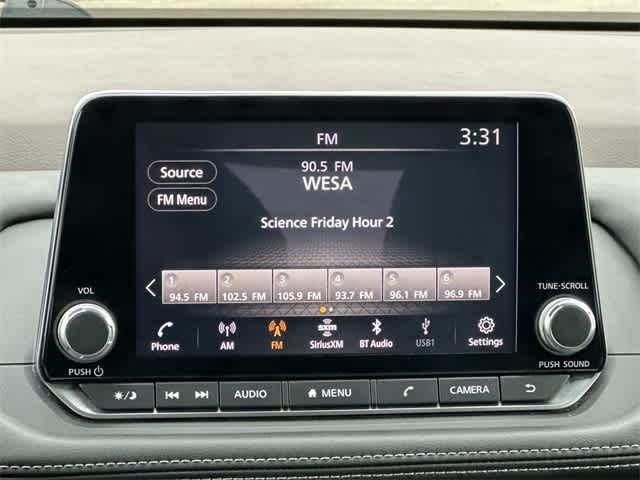 FM 3:31
Source
90.5 FM
WESA
FM Menu
Science Friday Hour 2
1 2 3 4 5 6
94.5 FM 102.5 FM 105.9 FM 93.7 FM 96.1 FM 96.9 FM
Phone AM FM SiriusXM BT Audio USB1 Settings
sxm
VOL
PUSH
TUNE·SCROLL
PUSH SOUND
AUDIO MENU CAMERA